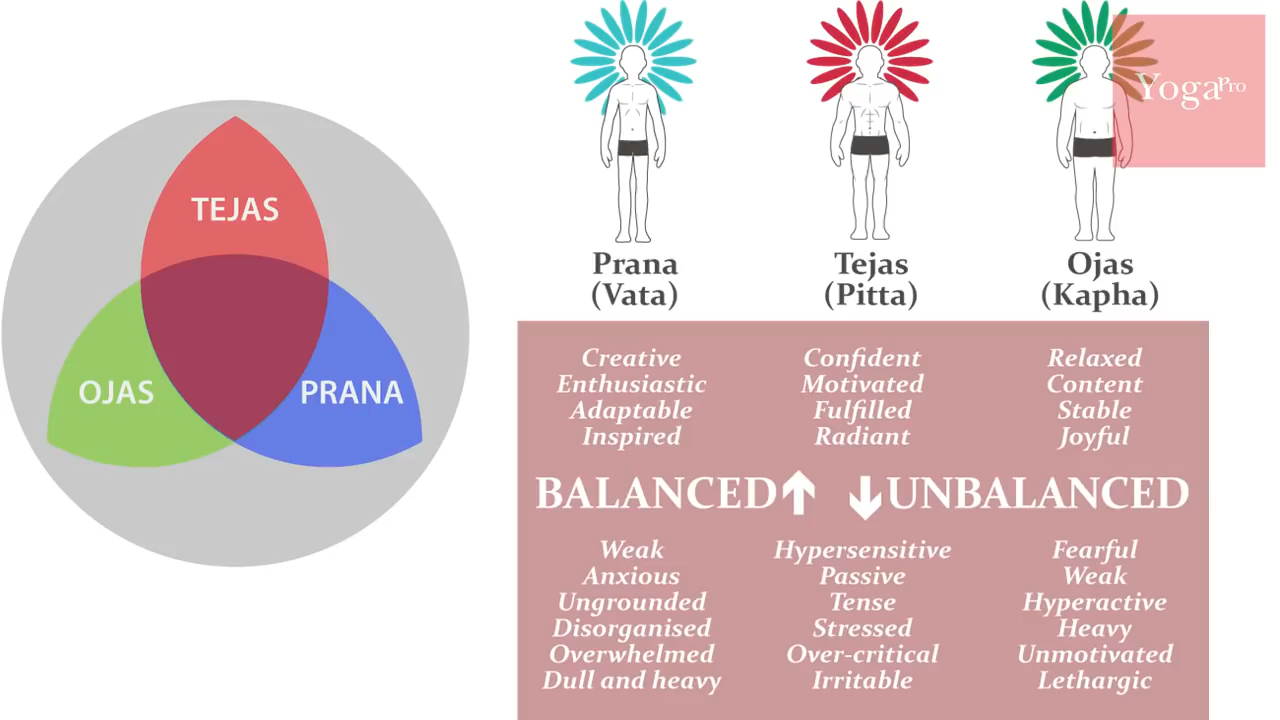 TEJAS
OJAS
PRANA
YogaPro
Prana
(Vata)
Tejas
(Pitta)
Ojas
(Kapha)
Creative
Enthusiastic
Adaptable
Inspired
Confident
Motivated
Fulfilled
Radiant
Relaxed
Content
Stable
Joyful
BALANCED
UNBALANCED
Weak
Anxious
Ungrounded
Disorganised
Overwhelmed
Dull and heavy
Hypersensitive
Passive
Tense
Stressed
Over-critical
Irritable
Fearful
Weak
Hyperactive
Heavy
Unmotivated
Lethargic